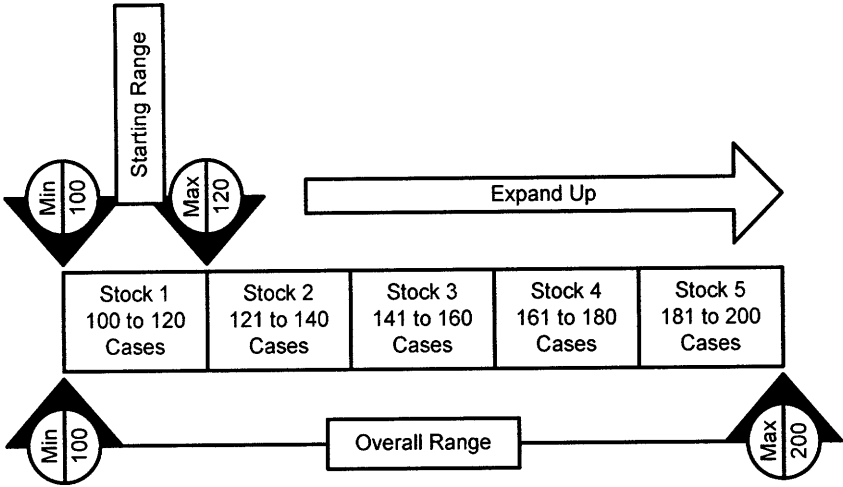 Starting Range
Min
100
Max
120
Expand Up
Stock 1
100 to 120
Cases
Stock 2
121 to 140
Cases
Stock 3
141 to 160
Cases
Stock 4
161 to 180
Cases
Stock 5
181 to 200
Cases
Min
100
Overall Range
Max
200